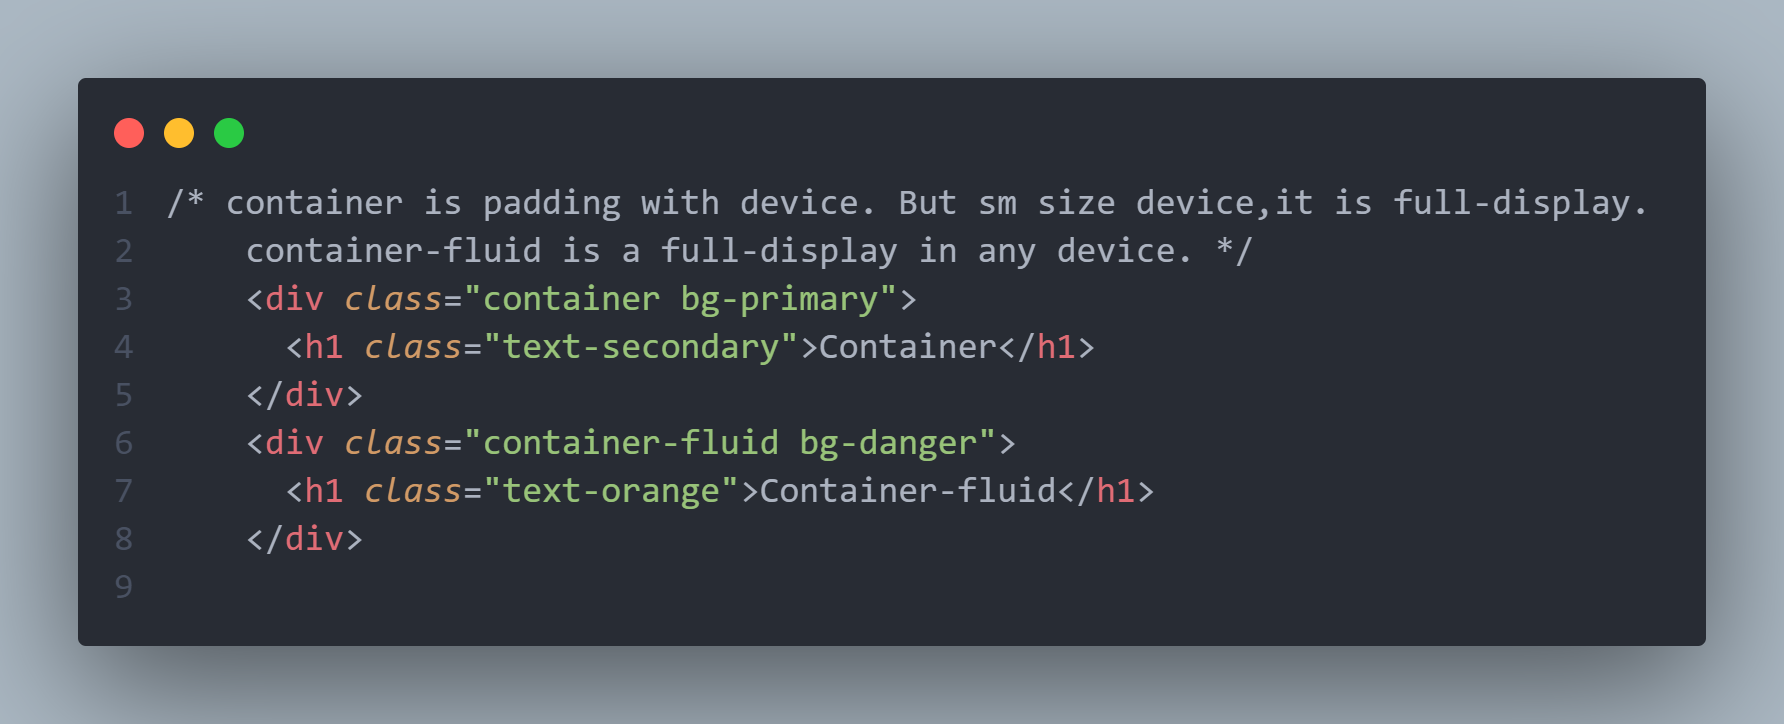 1 /* container is padding with device. But sm size device,it is full-display.
2 container-fluid is a full-display in any device. */
3 <div class="container bg-primary">
4 <h1 class="text-secondary">Container</h1>
5 </div>
6 <div class="container-fluid bg-danger">
7 <h1 class="text-orange">Container-fluid</h1>
8 </div>
9